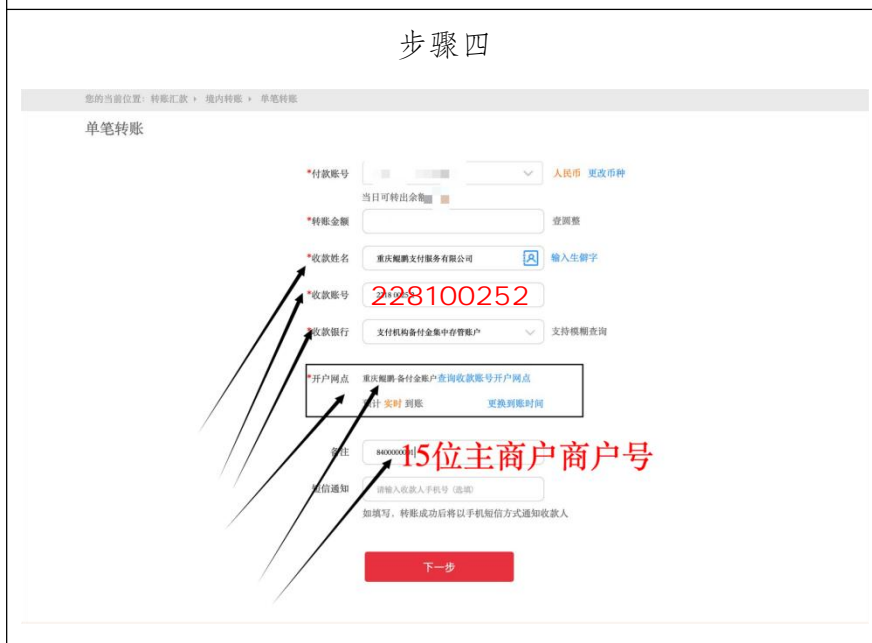 步骤四
您的当前位置: 转账汇款 › 境内转账 › 单笔转账
单笔转账
*付款账号 人民币 更改币种
当日可转出余额
*转账金额 壹圆整
*收款姓名 重庆鲲鹏支付服务有限公司 输入生僻字
*收款账号 228100252
*收款银行 支付机构备付金集中存管账户 支持模糊查询
*开户网点 重庆鲲鹏-备付金账户查询收款账号开户网点
预计 实时 到账 更换到账时间
备注 15位主商户商户号
短信通知 请输入收款人手机号 (选填)
如填写，转账成功后将以手机短信方式通知收款人
下一步